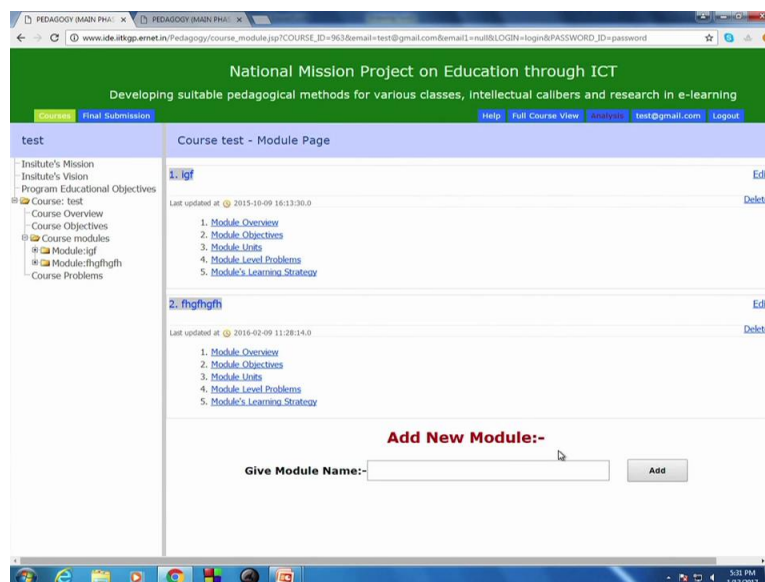 PEDAGOGY (MAIN PHAS × PEDAGOGY (MAIN PHAS ×
www.ide.iitkgp.ernet.in/Pedagogy/course_module.jsp?COURSE_ID=963&email=test@gmail.com&email1=null&LOGIN=login&PASSWORD_ID=password
National Mission Project on Education through ICT
Developing suitable pedagogical methods for various classes, intellectual calibers and research in e-learning
Courses Final Submission Help Full Course View Analysis test@gmail.com Logout
test
Insitute's Mission
Insitute's Vision
Program Educational Objectives
Course: test
Course Overview
Course Objectives
Course modules
Module:igf
Module:fhgfhgfh
Course Problems
Course test - Module Page
1. igf Edi
Last updated at 2015-10-09 16:13:30.0 Delet
1. Module Overview
2. Module Objectives
3. Module Units
4. Module Level Problems
5. Module's Learning Strategy
2. fhgfhgfh Edi
Last updated at 2016-02-09 11:28:14.0 Delet
1. Module Overview
2. Module Objectives
3. Module Units
4. Module Level Problems
5. Module's Learning Strategy
Add New Module:-
Give Module Name:- Add
5:31 PM